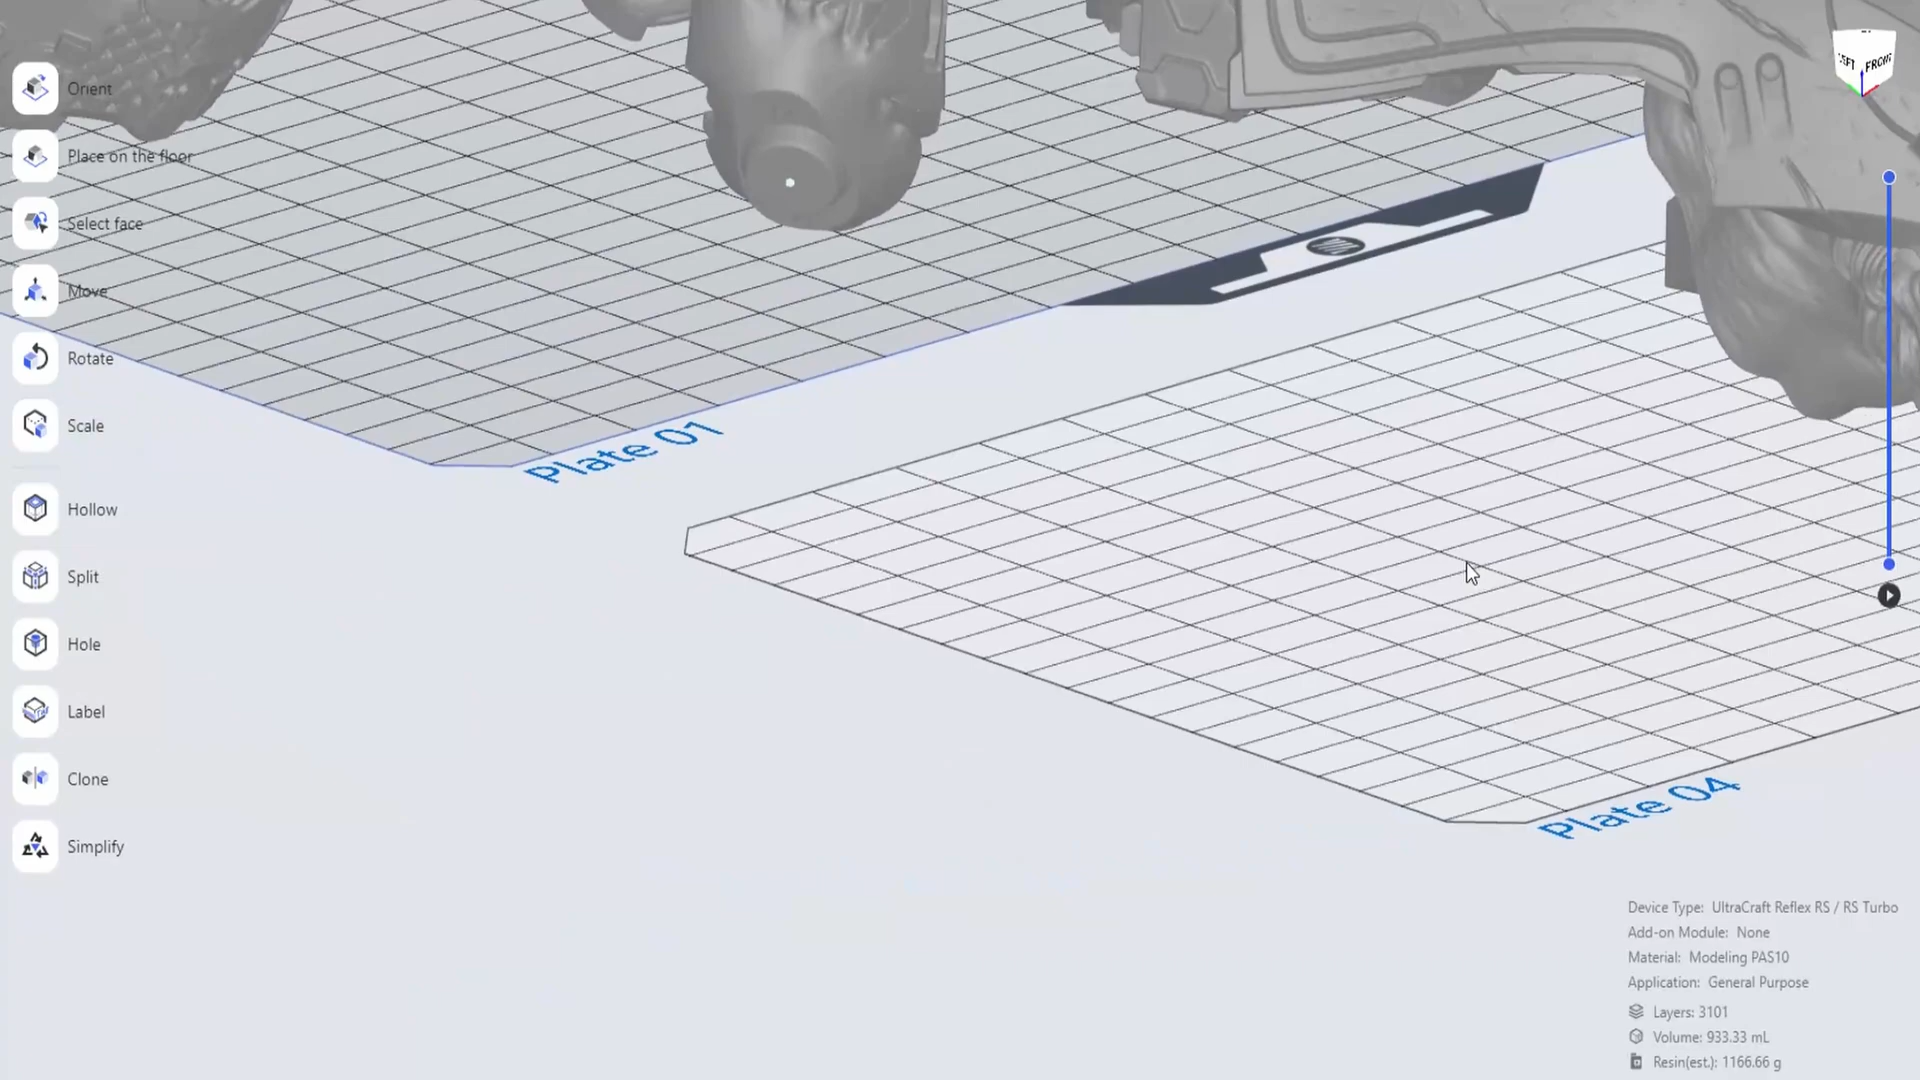 Orient
Place on the floor
Select face
Move
Rotate
Scale
Hollow
Split
Hole
Label
Clone
Simplify
FRONT
Plate 01
Plate 04
Device Type: UltraCraft Reflex RS / RS Turbo
Add-on Module: None
Material: Modeling PAS10
Application: General Purpose
Layers: 3101
Volume: 933.33 mL
Resin(est.): 1166.66 g